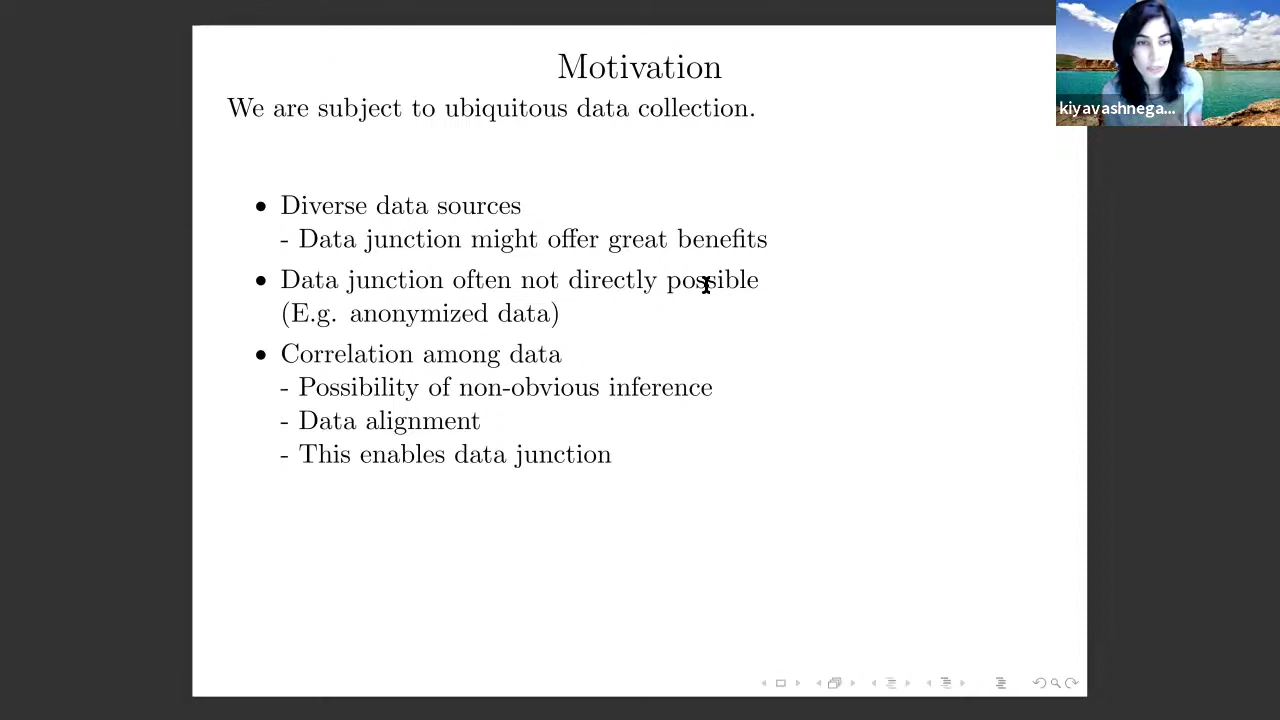 Motivation
We are subject to ubiquitous data collection.
• Diverse data sources
- Data junction might offer great benefits
• Data junction often not directly possible
(E.g. anonymized data)
• Correlation among data
- Possibility of non-obvious inference
- Data alignment
- This enables data junction
kiyavashnega...